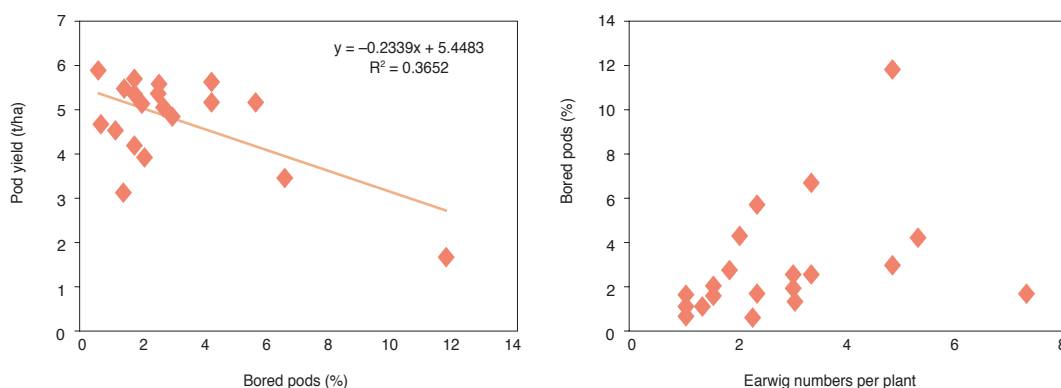 7
6
5
4
3
2
1
0
Pod yield (t/ha)
y = –0.2339x + 5.4483
R² = 0.3652
0 2 4 6 8 10 12 14
Bored pods (%)
14
12
10
8
6
4
2
0
Bored pods (%)
0 2 4 6 8
Earwig numbers per plant